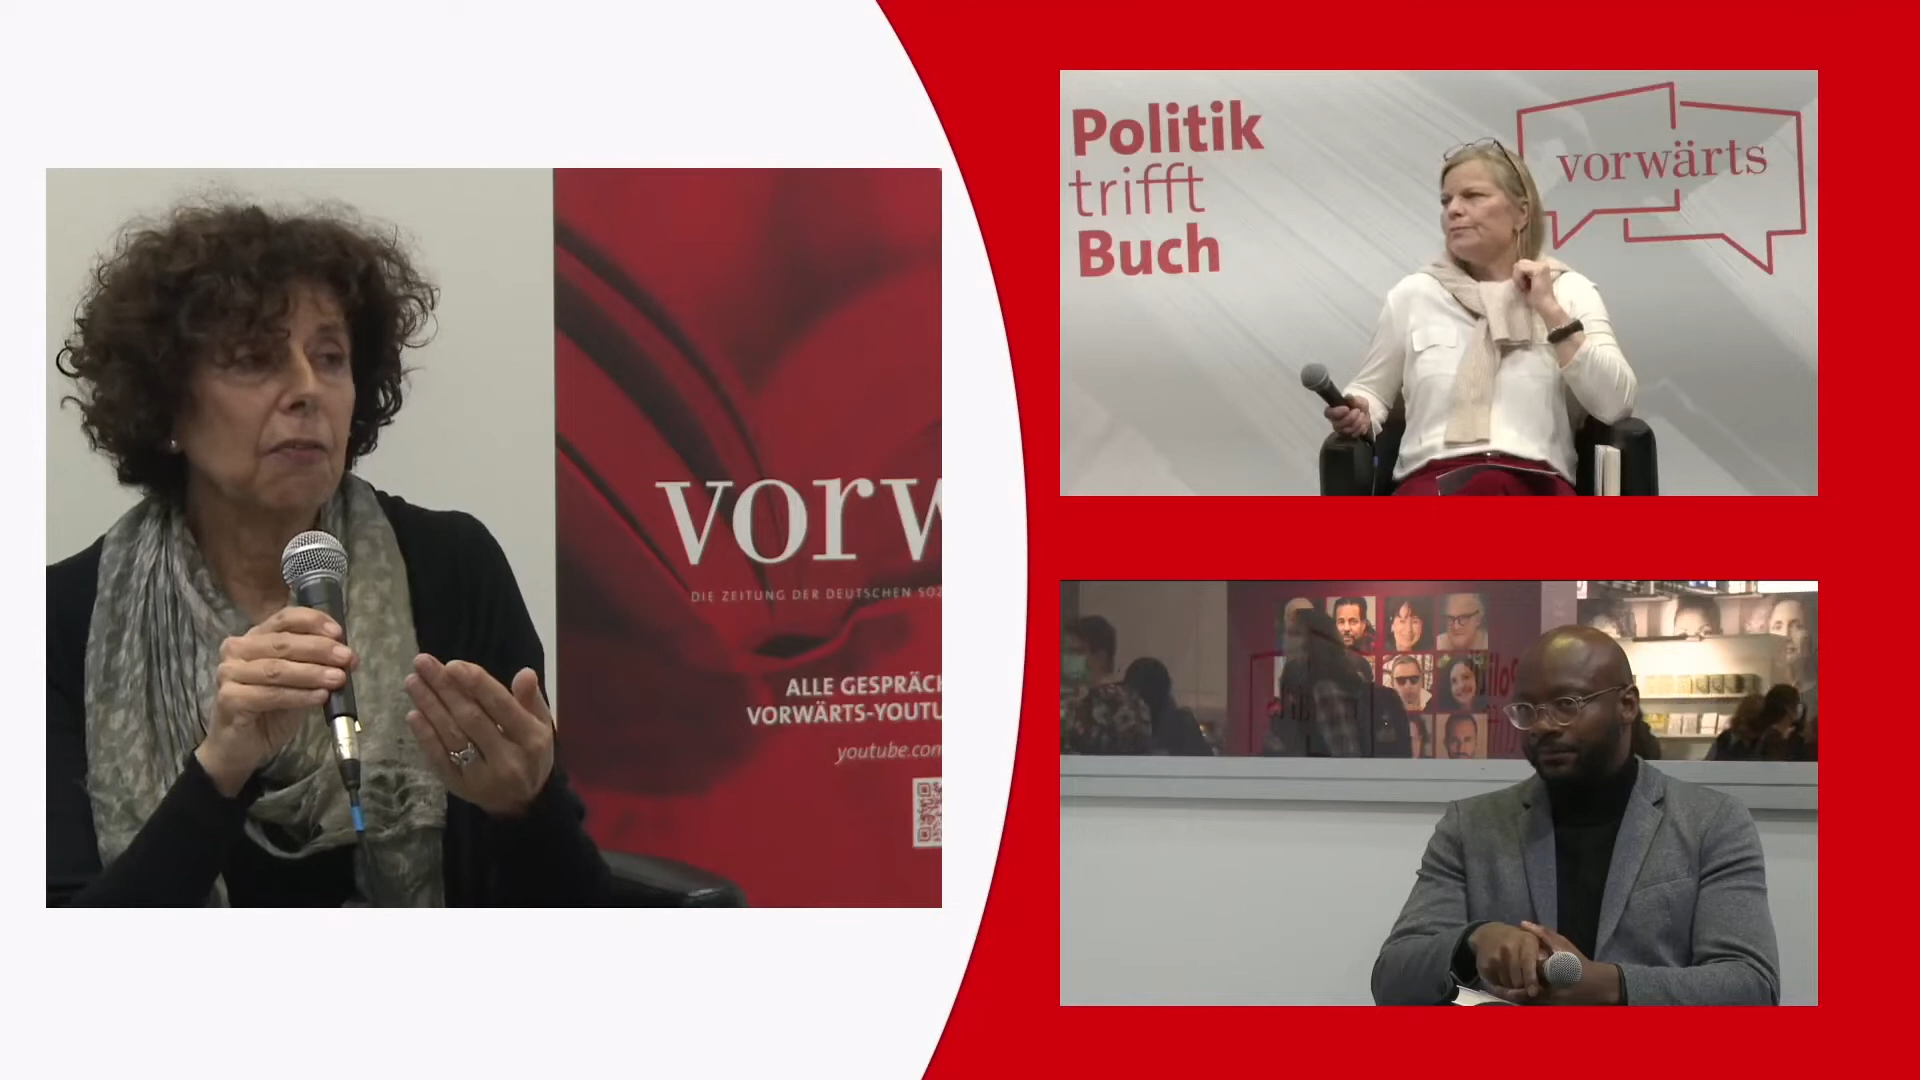 vorw
DIE ZEITUNG DER DEUTSCHEN SOZ
ALLE GESPRÄCH
VORWÄRTS-YOUTU
youtube.com
Politik
trifft
Buch
vorwärts